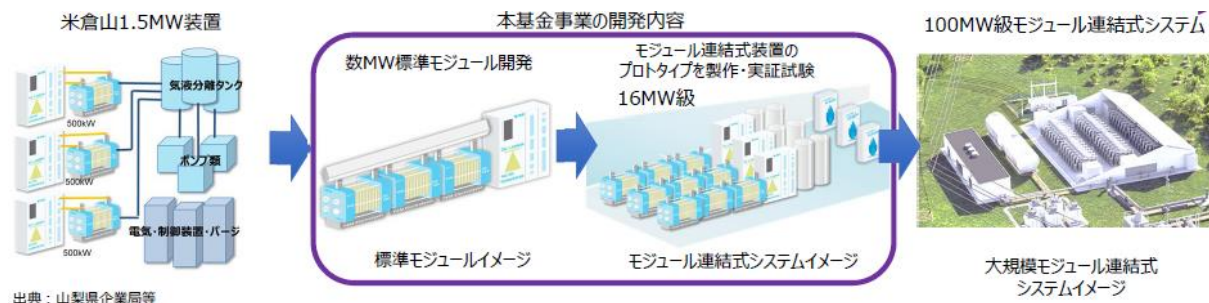 米倉山1.5MW装置
気液分離タンク
500kW
500kW
ポンプ類
500kW
電気・制御装置・パージ
出典：山梨県企業局等
本基金事業の開発内容
数MW標準モジュール開発
標準モジュールイメージ
モジュール連結式装置の
プロトタイプを製作・実証試験
16MW級
モジュール連結式システムイメージ
100MW級モジュール連結式システム
大規模モジュール連結式
システムイメージ